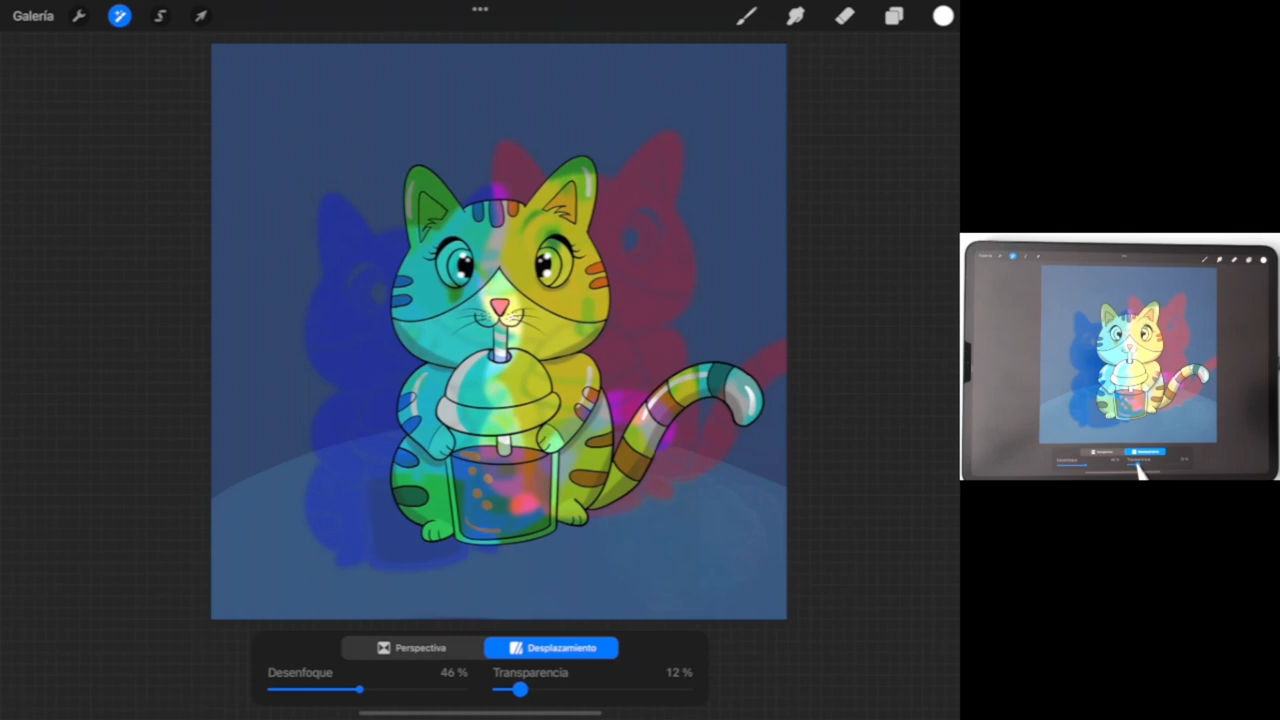 Galería
Perspectiva Desplazamiento
Desenfoque 46 % Transparencia 12 %